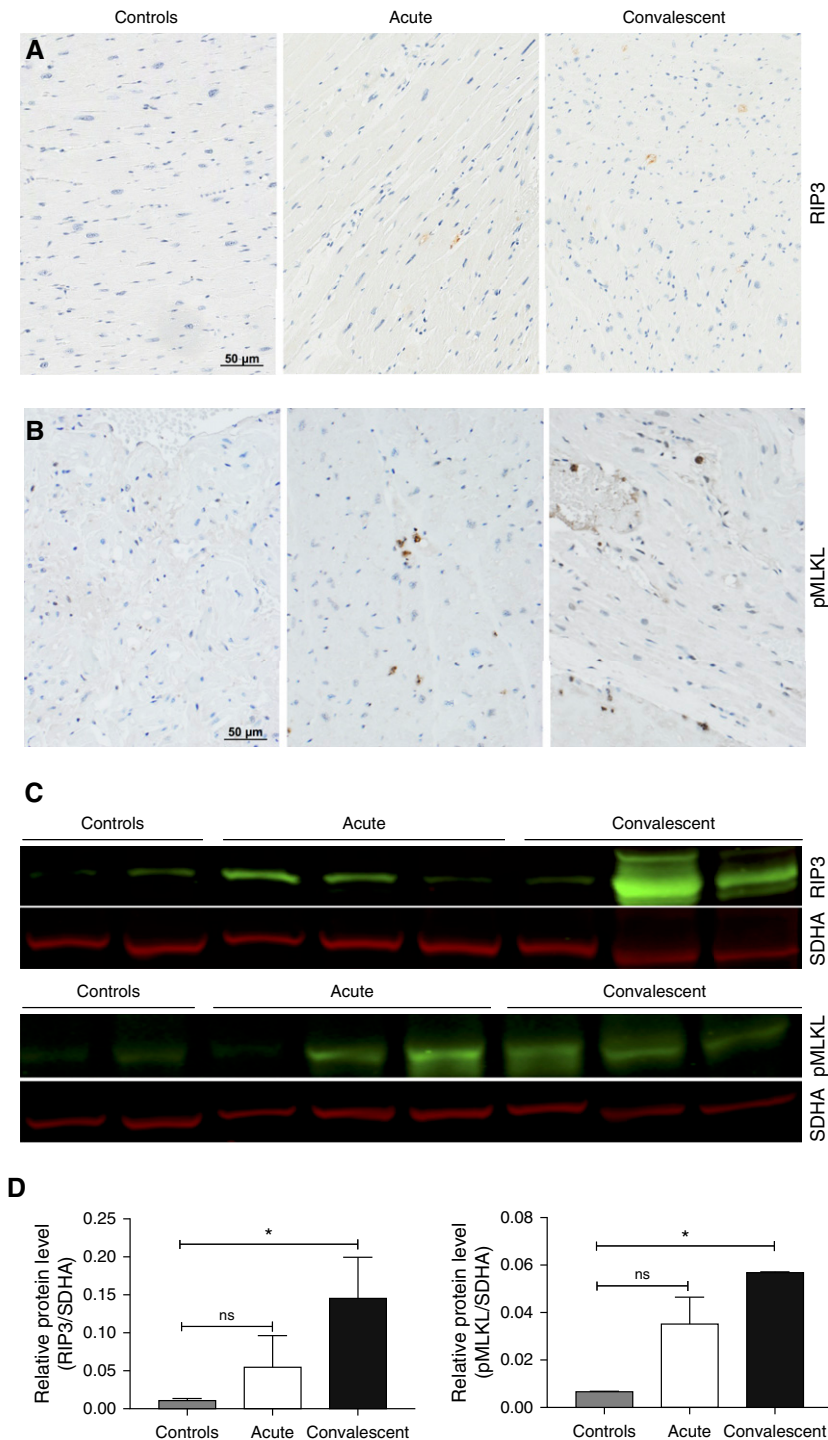 Controls Acute Convalescent
A
RIP3
50 µm
B
pMLKL
50 µm
C
Controls Acute Convalescent
RIP3
SDHA
Controls Acute Convalescent
pMLKL
SDHA
D
Relative protein level
(RIP3/SDHA)
0.25
0.20
0.15
0.10
0.05
0.00
*
ns
Controls Acute Convalescent
Relative protein level
(pMLKL/SDHA)
0.08
0.06
0.04
0.02
0.00
*
ns
Controls Acute Convalescent